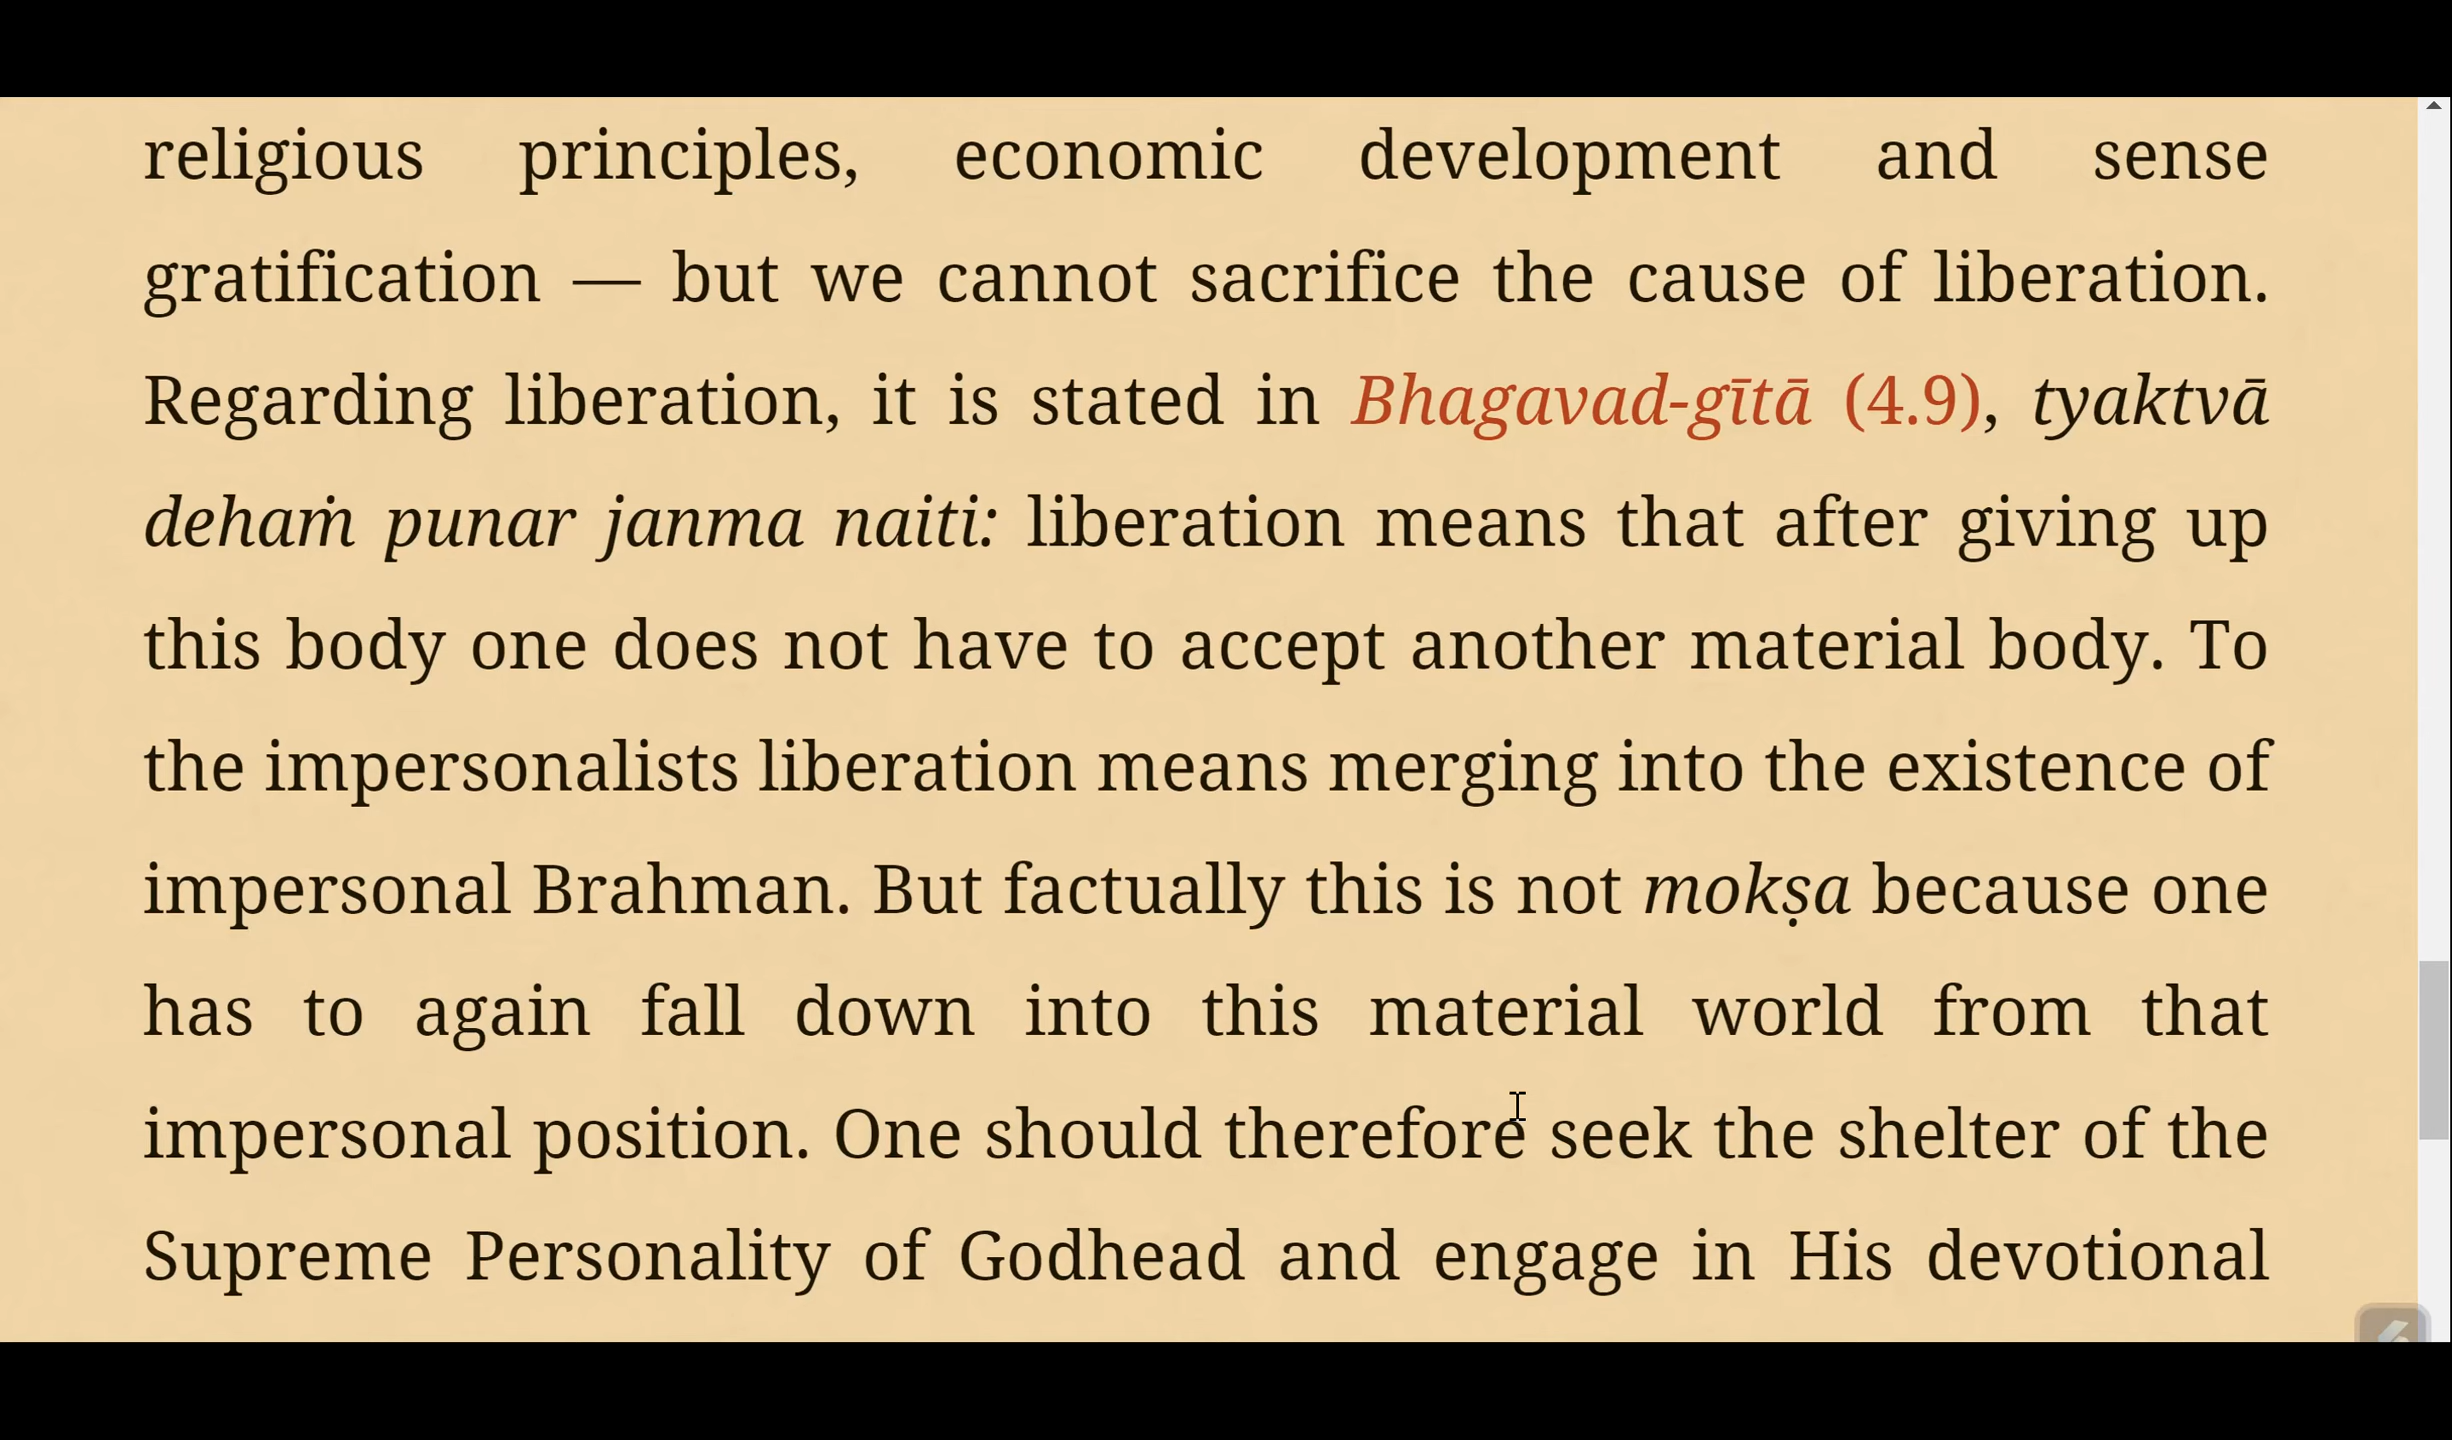 religious principles, economic development and sense
gratification — but we cannot sacrifice the cause of liberation.
Regarding liberation, it is stated in Bhagavad-gītā (4.9), tyaktvā
dehaṁ punar janma naiti: liberation means that after giving up
this body one does not have to accept another material body. To
the impersonalists liberation means merging into the existence of
impersonal Brahman. But factually this is not mokṣa because one
has to again fall down into this material world from that
impersonal position. One should therefore seek the shelter of the
Supreme Personality of Godhead and engage in His devotional